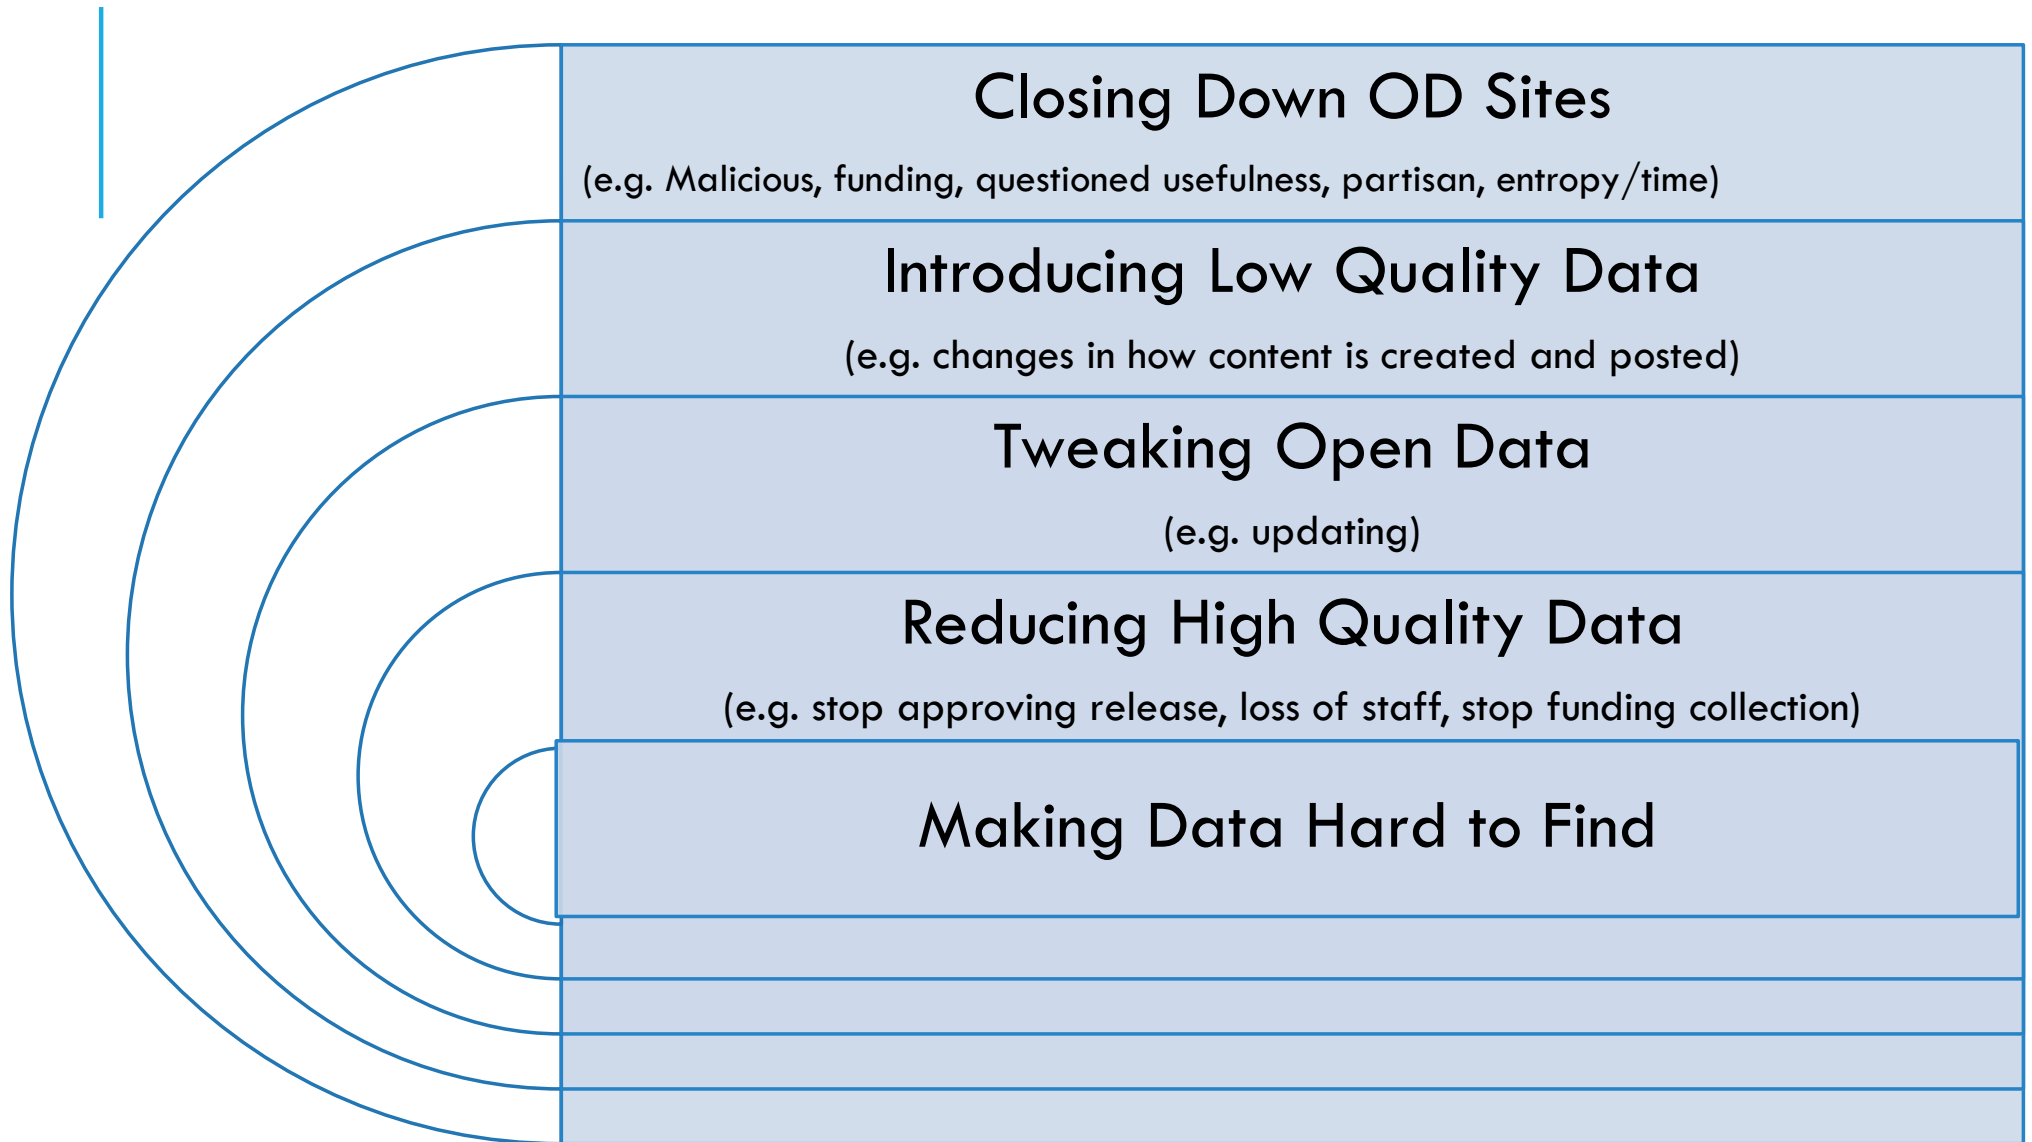 Closing Down OD Sites
(e.g. Malicious, funding, questioned usefulness, partisan, entropy/time)
Introducing Low Quality Data
(e.g. changes in how content is created and posted)
Tweaking Open Data
(e.g. updating)
Reducing High Quality Data
(e.g. stop approving release, loss of staff, stop funding collection)
Making Data Hard to Find